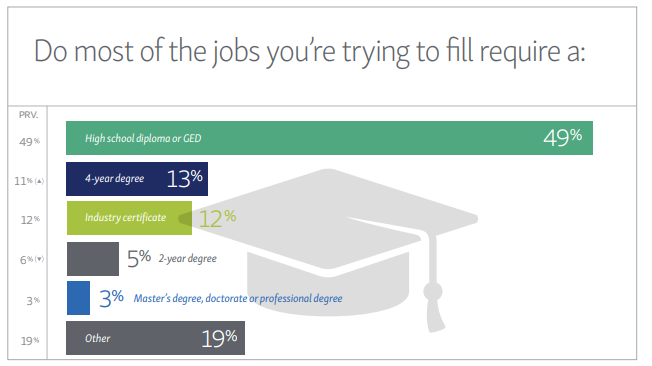 Do most of the jobs you're trying to fill require a:
PRV.
49% High school diploma or GED 49%
11% (▲) 4-year degree 13%
12% Industry certificate 12%
6% (▼) 5% 2-year degree
3% 3% Master's degree, doctorate or professional degree
19% Other 19%